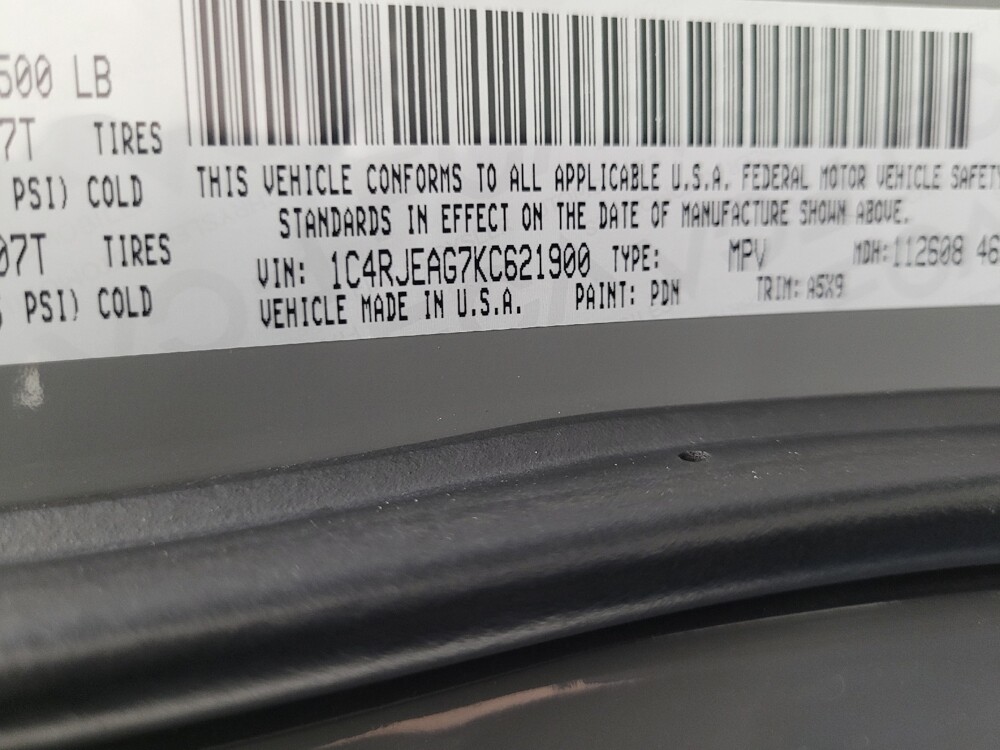 500 LB
7T TIRES
PSI) COLD
07T TIRES
PSI) COLD
THIS VEHICLE CONFORMS TO ALL APPLICABLE U.S.A. FEDERAL MOTOR VEHICLE SAFETY
STANDARDS IN EFFECT ON THE DATE OF MANUFACTURE SHOWN ABOVE.
VIN: 1C4RJEAG7KC621900 TYPE: MPV MDH:112608 46
VEHICLE MADE IN U.S.A. PAINT: PDN TRIM: A5X9